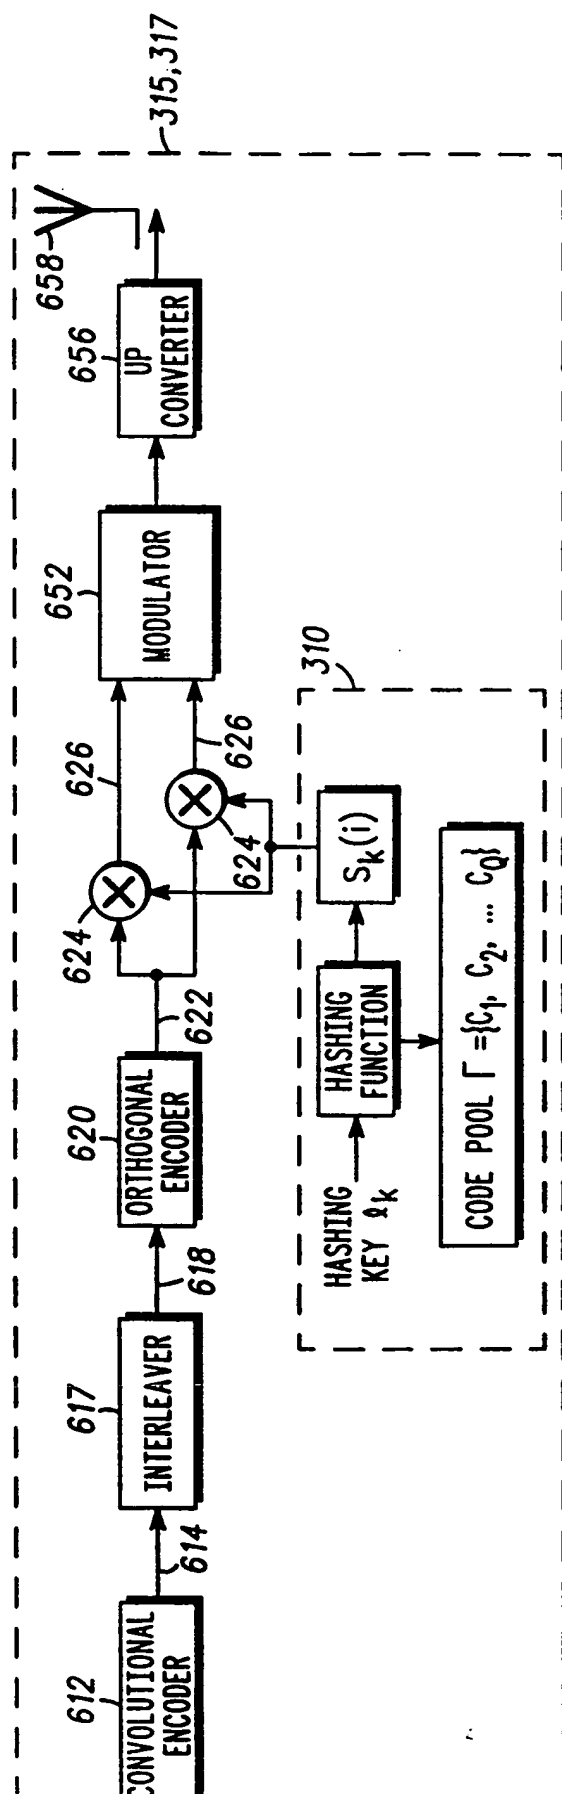 315,317
658
656
UP
CONVERTER
652
MODULATOR
626
626
624
624
622
620
ORTHOGONAL
ENCODER
618
617
INTERLEAVER
614
612
CONVOLUTIONAL
ENCODER
310
Sk(i)
HASHING
FUNCTION
HASHING
KEY ℓk
CODE POOL Γ ={C1, C2, ... CQ}